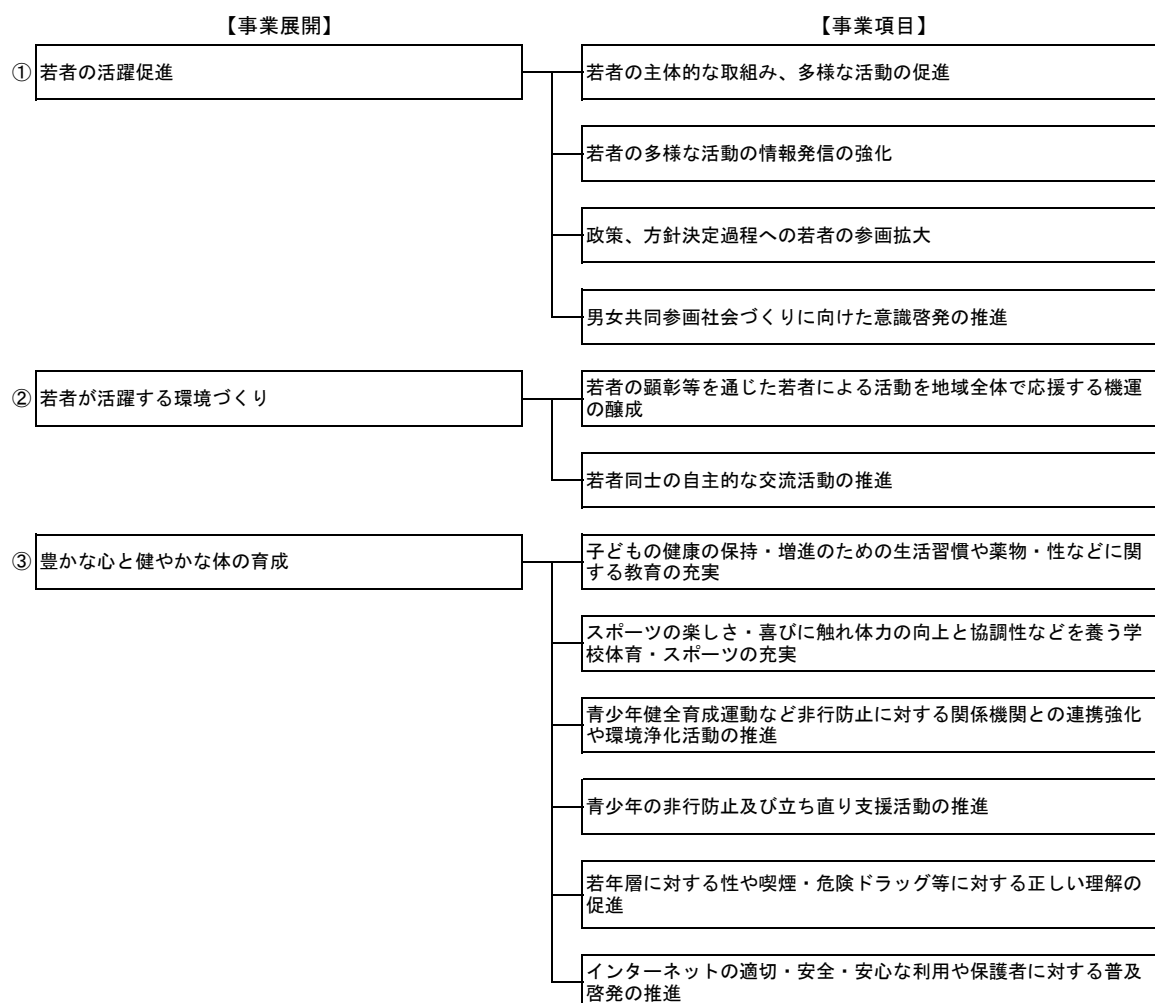 【事業展開】 【事業項目】
① 若者の活躍促進
若者の主体的な取組み、多様な活動の促進
若者の多様な活動の情報発信の強化
政策、方針決定過程への若者の参画拡大
男女共同参画社会づくりに向けた意識啓発の推進
② 若者が活躍する環境づくり
若者の顕彰等を通じた若者による活動を地域全体で応援する機運
の醸成
若者同士の自主的な交流活動の推進
③ 豊かな心と健やかな体の育成
子どもの健康の保持・増進のための生活習慣や薬物・性などに関
する教育の充実
スポーツの楽しさ・喜びに触れ体力の向上と協調性などを養う学
校体育・スポーツの充実
青少年健全育成運動など非行防止に対する関係機関との連携強化
や環境浄化活動の推進
青少年の非行防止及び立ち直り支援活動の推進
若年層に対する性や喫煙・危険ドラッグ等に対する正しい理解の
促進
インターネットの適切・安全・安心な利用や保護者に対する普及
啓発の推進